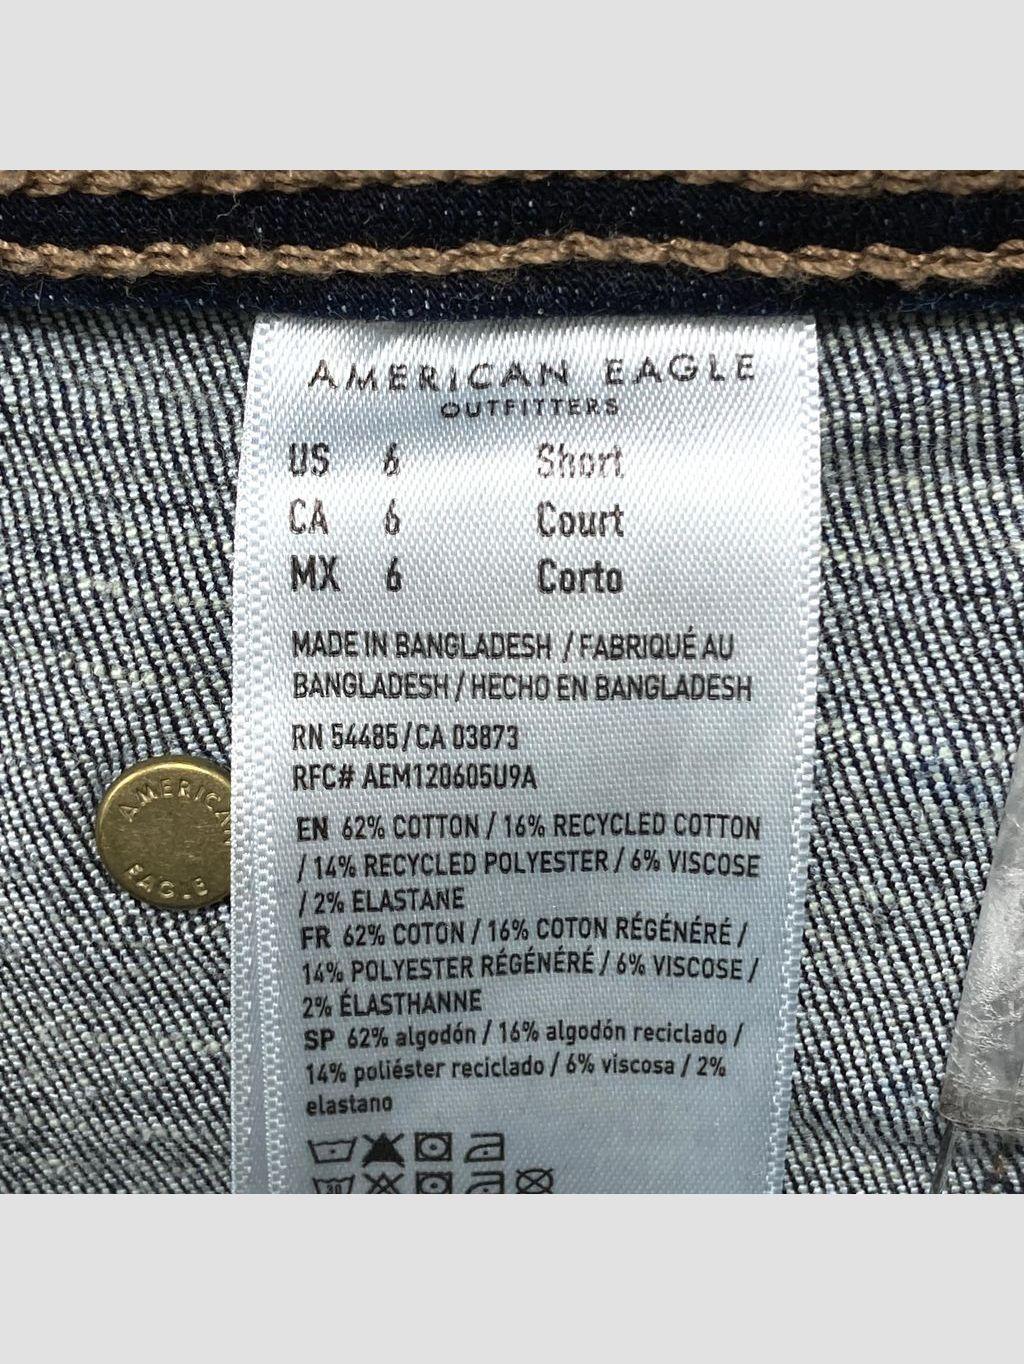 AMERICAN EAGLE
OUTFITTERS
US 6 Short
CA 6 Court
MX 6 Corto
MADE IN BANGLADESH / FABRIQUÉ AU
BANGLADESH / HECHO EN BANGLADESH
RN 54485/CA 03873
RFC# AEM120605U9A
EN 62% COTTON / 16% RECYCLED COTTON
/ 14% RECYCLED POLYESTER / 6% VISCOSE
/ 2% ELASTANE
FR 62% COTON / 16% COTON RÉGÉNÉRÉ /
14% POLYESTER RÉGÉNÉRÉ / 6% VISCOSE /
2% ÉLASTHANNE
SP 62% algodón / 16% algodón reciclado /
14% poliéster reciclado / 6% viscosa / 2%
elastano
30
AMERICAN
EAGLE